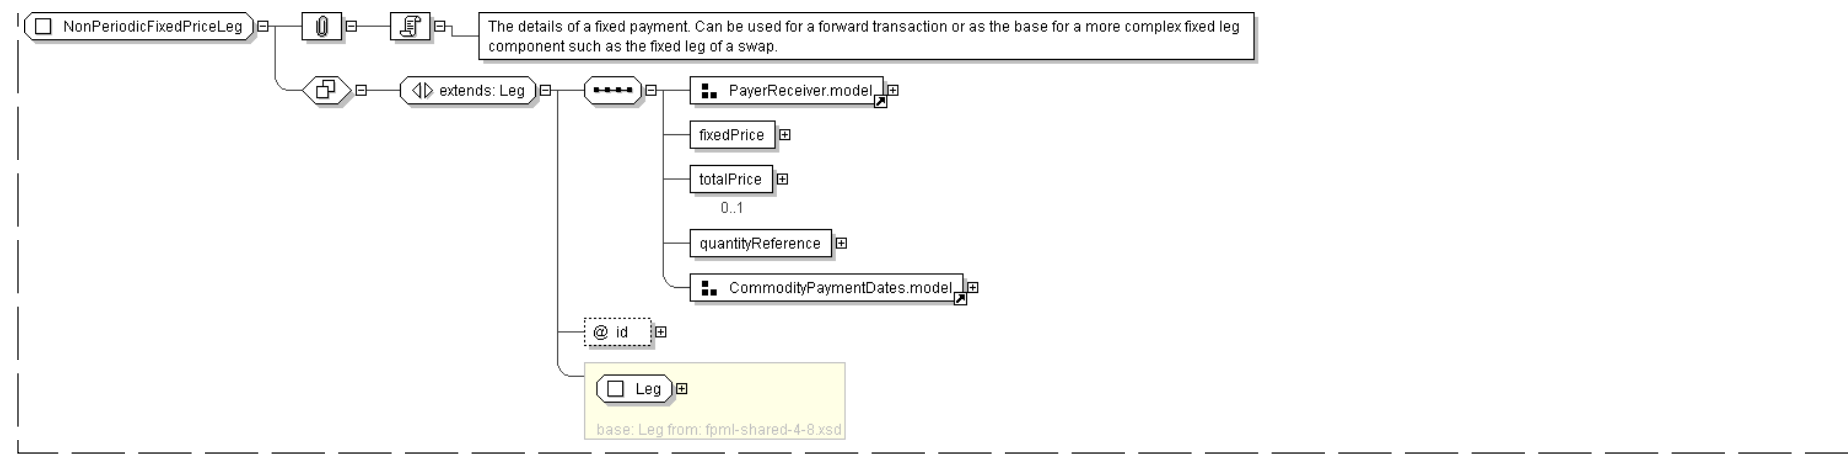 NonPeriodicFixedPriceLeg
The details of a fixed payment. Can be used for a forward transaction or as the base for a more complex fixed leg
component such as the fixed leg of a swap.
extends: Leg
PayerReceiver.model
fixedPrice
totalPrice
0..1
quantityReference
CommodityPaymentDates.model
@ id
Leg
base: Leg from: fpml-shared-4-8.xsd